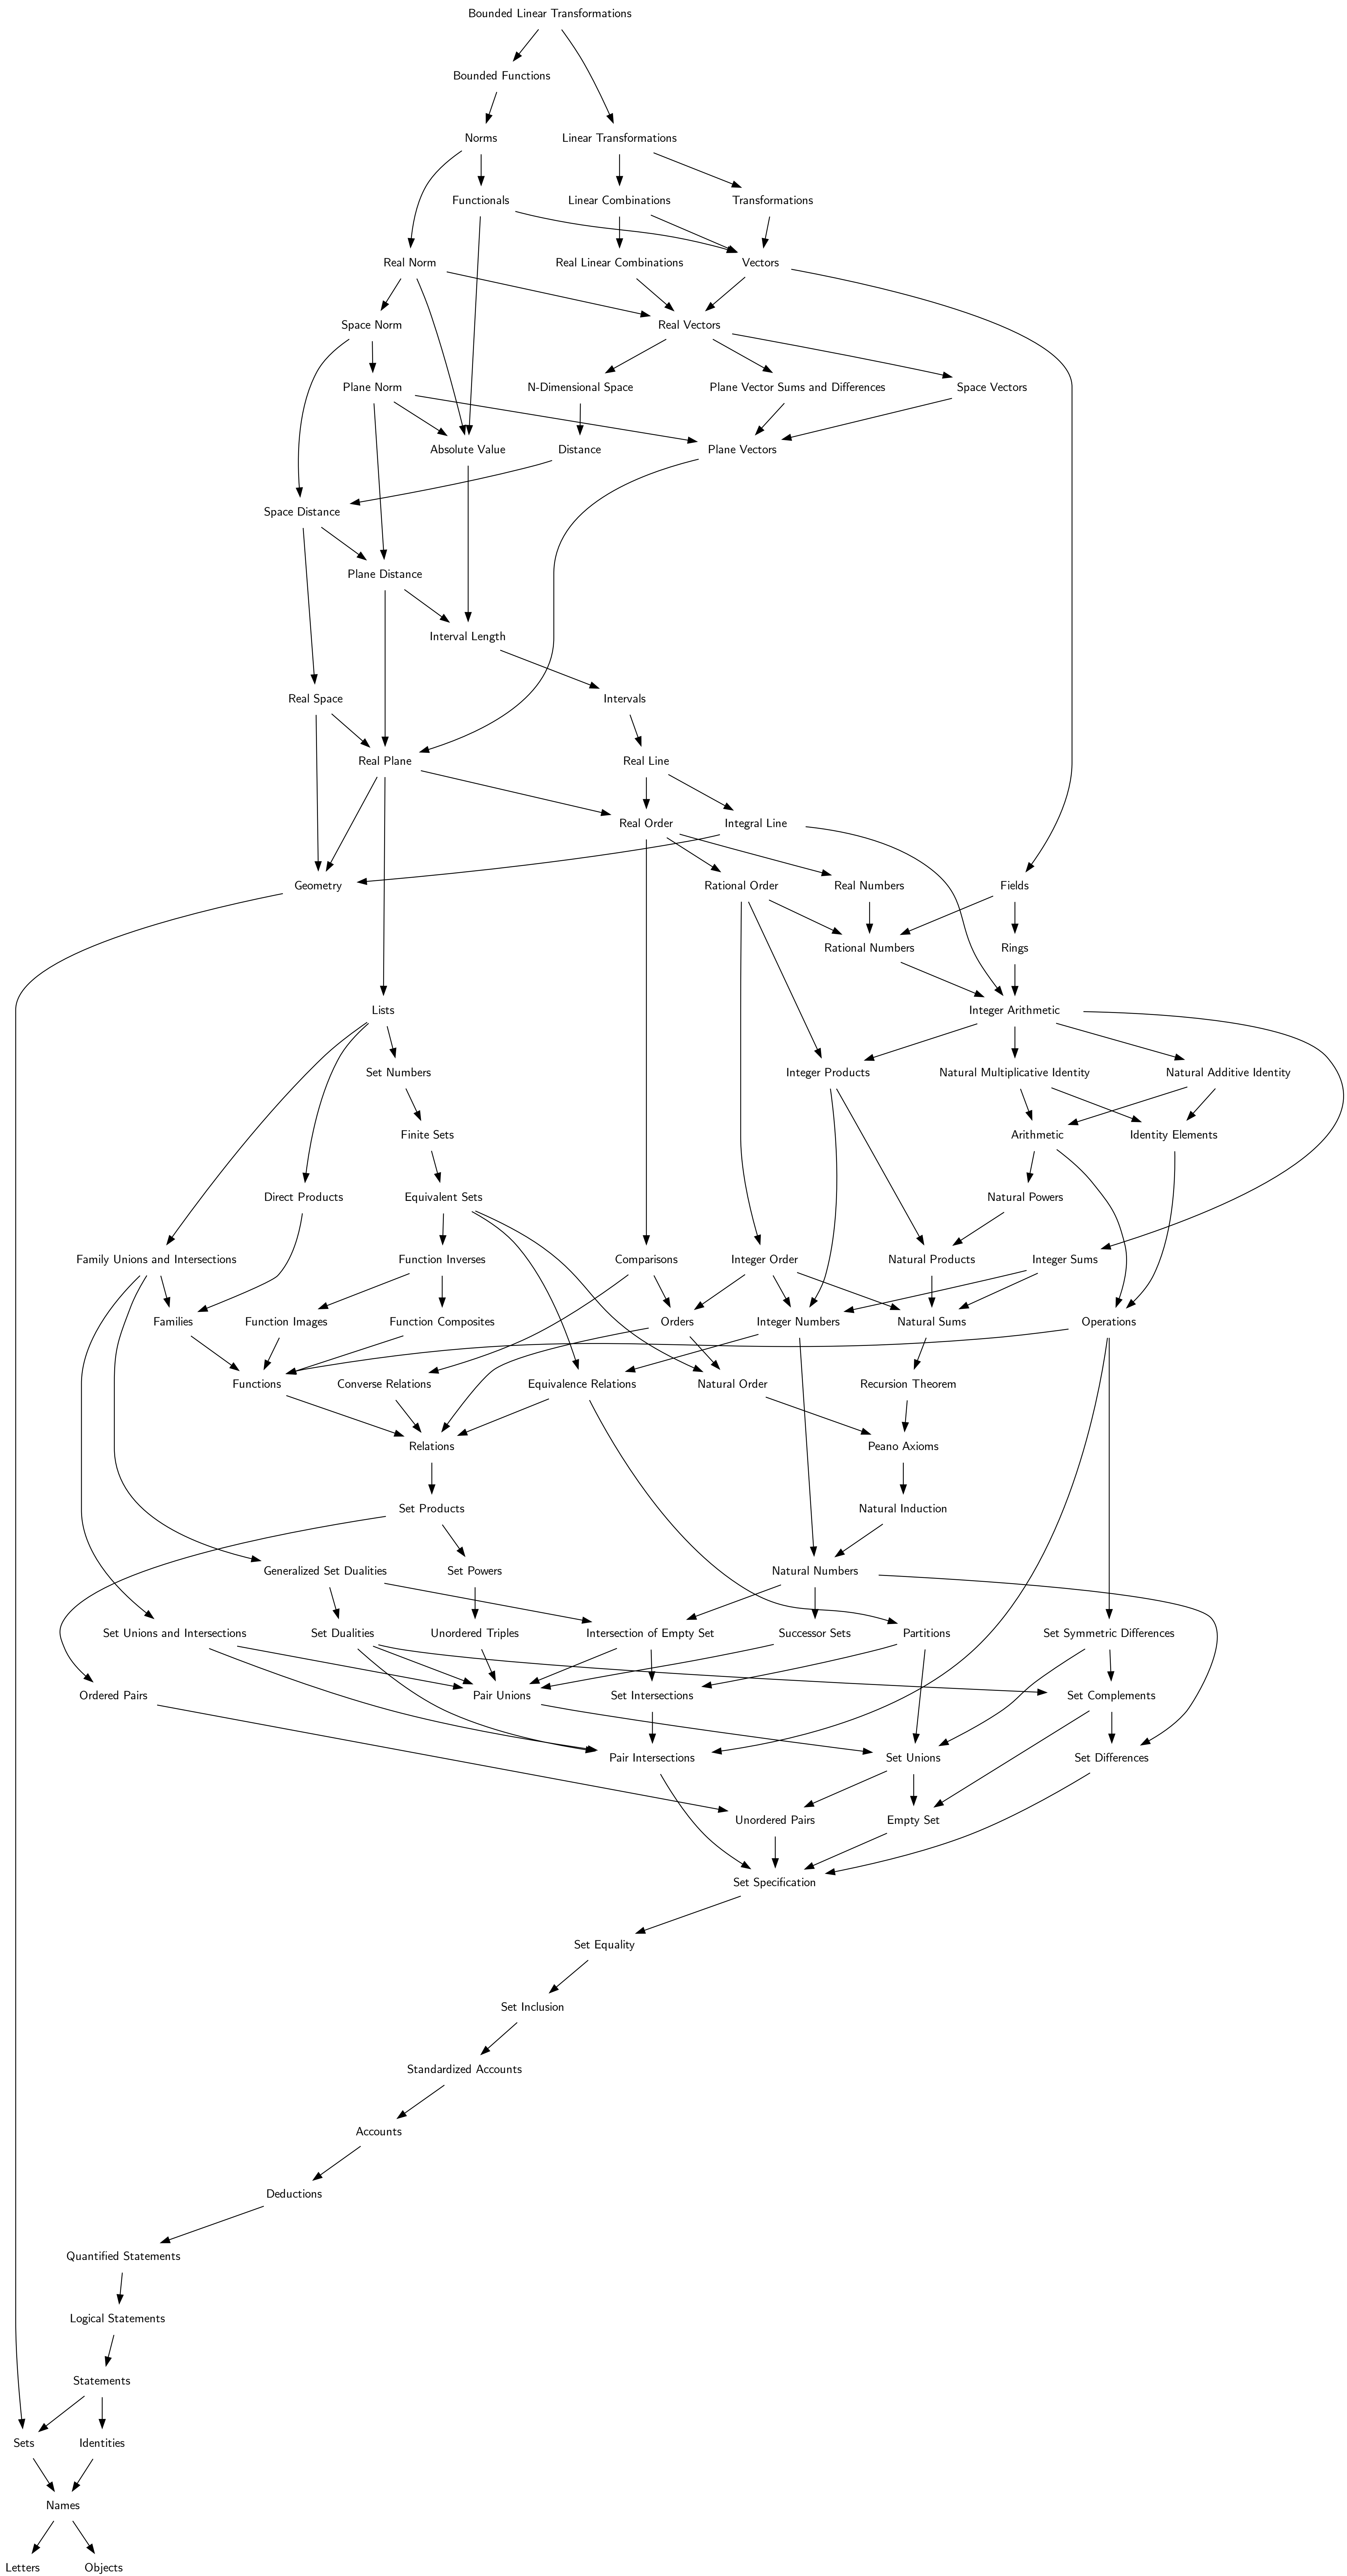 Bounded Linear Transformations
Bounded Functions
Norms
Linear Transformations
Functionals
Linear Combinations
Transformations
Real Norm
Real Linear Combinations
Vectors
Space Norm
Real Vectors
Plane Norm
N-Dimensional Space
Plane Vector Sums and Differences
Space Vectors
Absolute Value
Distance
Plane Vectors
Space Distance
Plane Distance
Interval Length
Real Space
Intervals
Real Plane
Real Line
Real Order
Integral Line
Geometry
Rational Order
Real Numbers
Fields
Rational Numbers
Rings
Lists
Integer Arithmetic
Set Numbers
Integer Products
Natural Multiplicative Identity
Natural Additive Identity
Finite Sets
Arithmetic
Identity Elements
Direct Products
Equivalent Sets
Natural Powers
Family Unions and Intersections
Function Inverses
Comparisons
Integer Order
Natural Products
Integer Sums
Families
Function Images
Function Composites
Orders
Integer Numbers
Natural Sums
Operations
Functions
Converse Relations
Equivalence Relations
Natural Order
Recursion Theorem
Relations
Peano Axioms
Set Products
Natural Induction
Generalized Set Dualities
Set Powers
Natural Numbers
Set Unions and Intersections
Set Dualities
Unordered Triples
Intersection of Empty Set
Successor Sets
Partitions
Set Symmetric Differences
Ordered Pairs
Pair Unions
Set Intersections
Set Complements
Pair Intersections
Set Unions
Set Differences
Unordered Pairs
Empty Set
Set Specification
Set Equality
Set Inclusion
Standardized Accounts
Accounts
Deductions
Quantified Statements
Logical Statements
Statements
Sets
Identities
Names
Letters
Objects